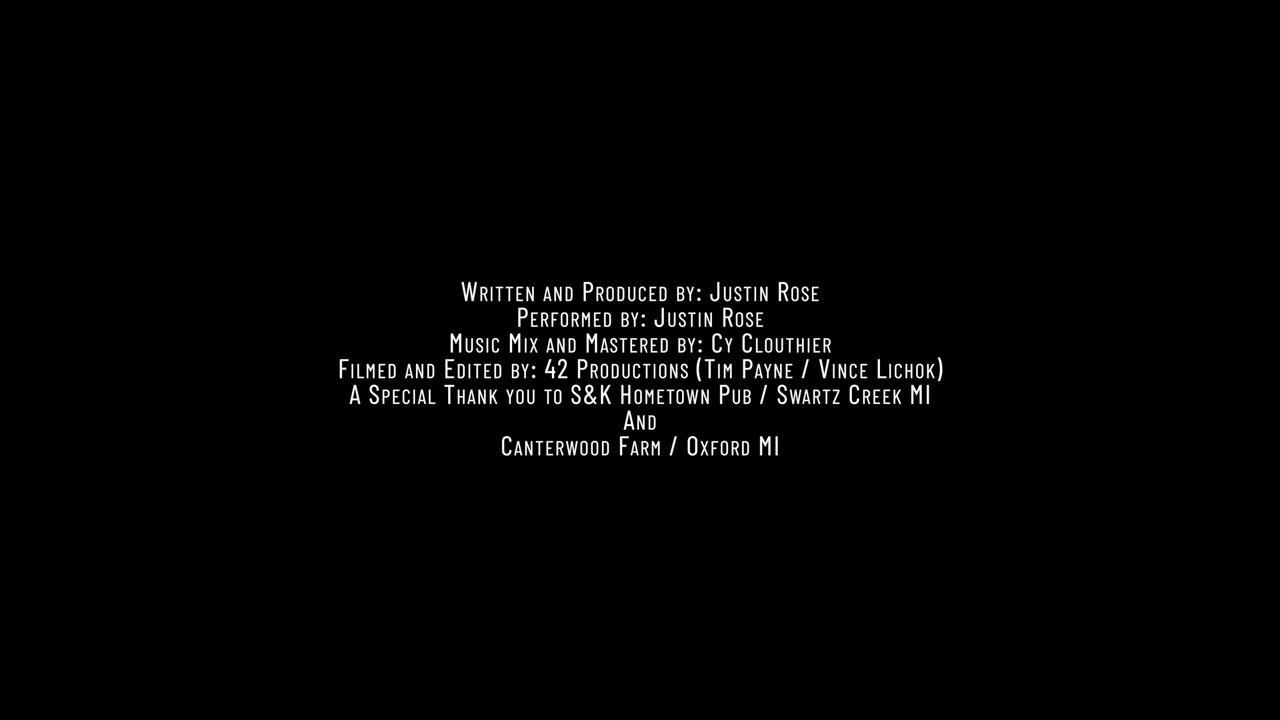 Written and Produced by: Justin Rose
Performed by: Justin Rose
Music Mix and Mastered by: Cy Clouthier
Filmed and Edited by: 42 Productions (Tim Payne / Vince Lichok)
A Special Thank you to S&K Hometown Pub / Swartz Creek MI
And
Canterwood Farm / Oxford MI